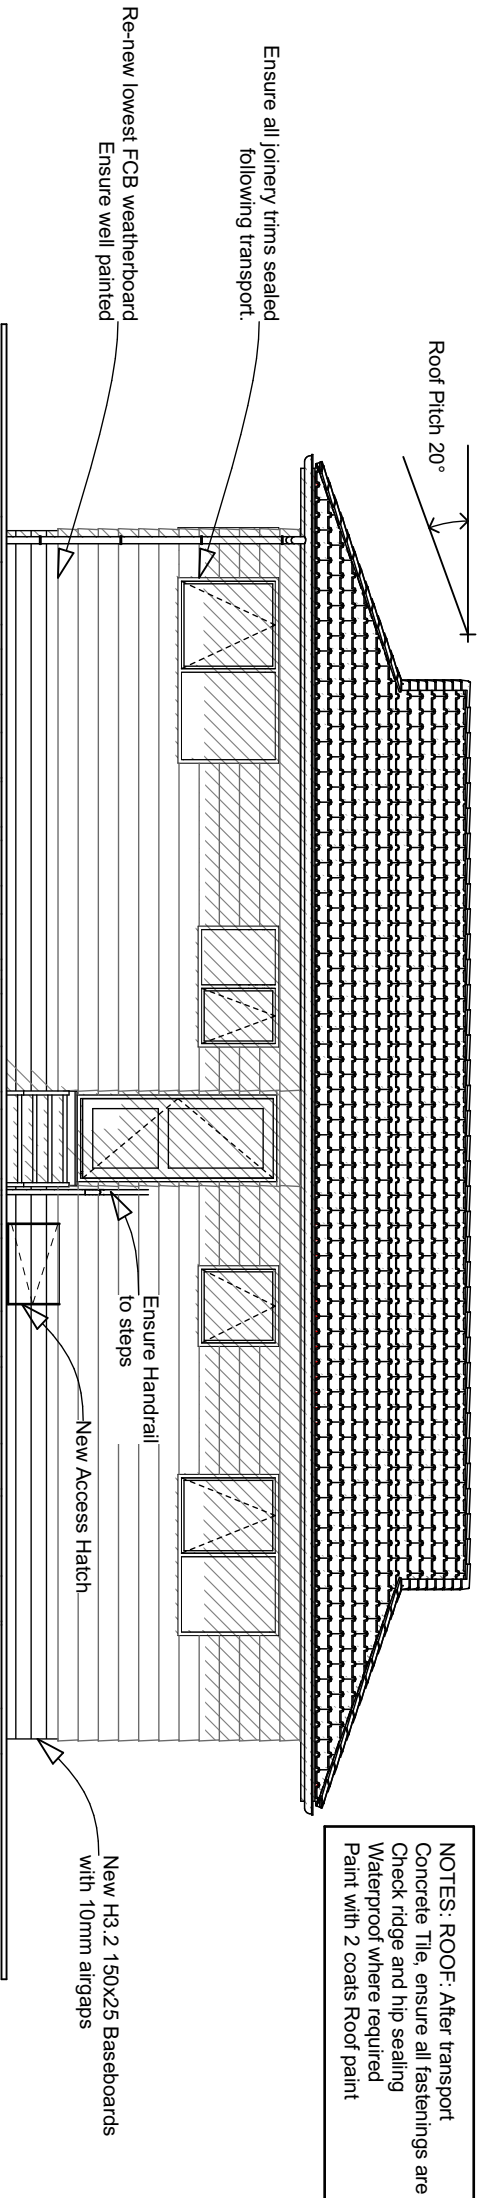 Roof Pitch 20°
Ensure all joinery trims sealed
following transport.
Re-new lowest FCB weatherboard
Ensure well painted
Ensure Handrail
to steps
New Access Hatch
New H3.2 150x25 Baseboards
with 10mm airgaps
NOTES: ROOF: After transport
Concrete Tile, ensure all fastenings are
Check ridge and hip sealing
Waterproof where required
Paint with 2 coats Roof paint